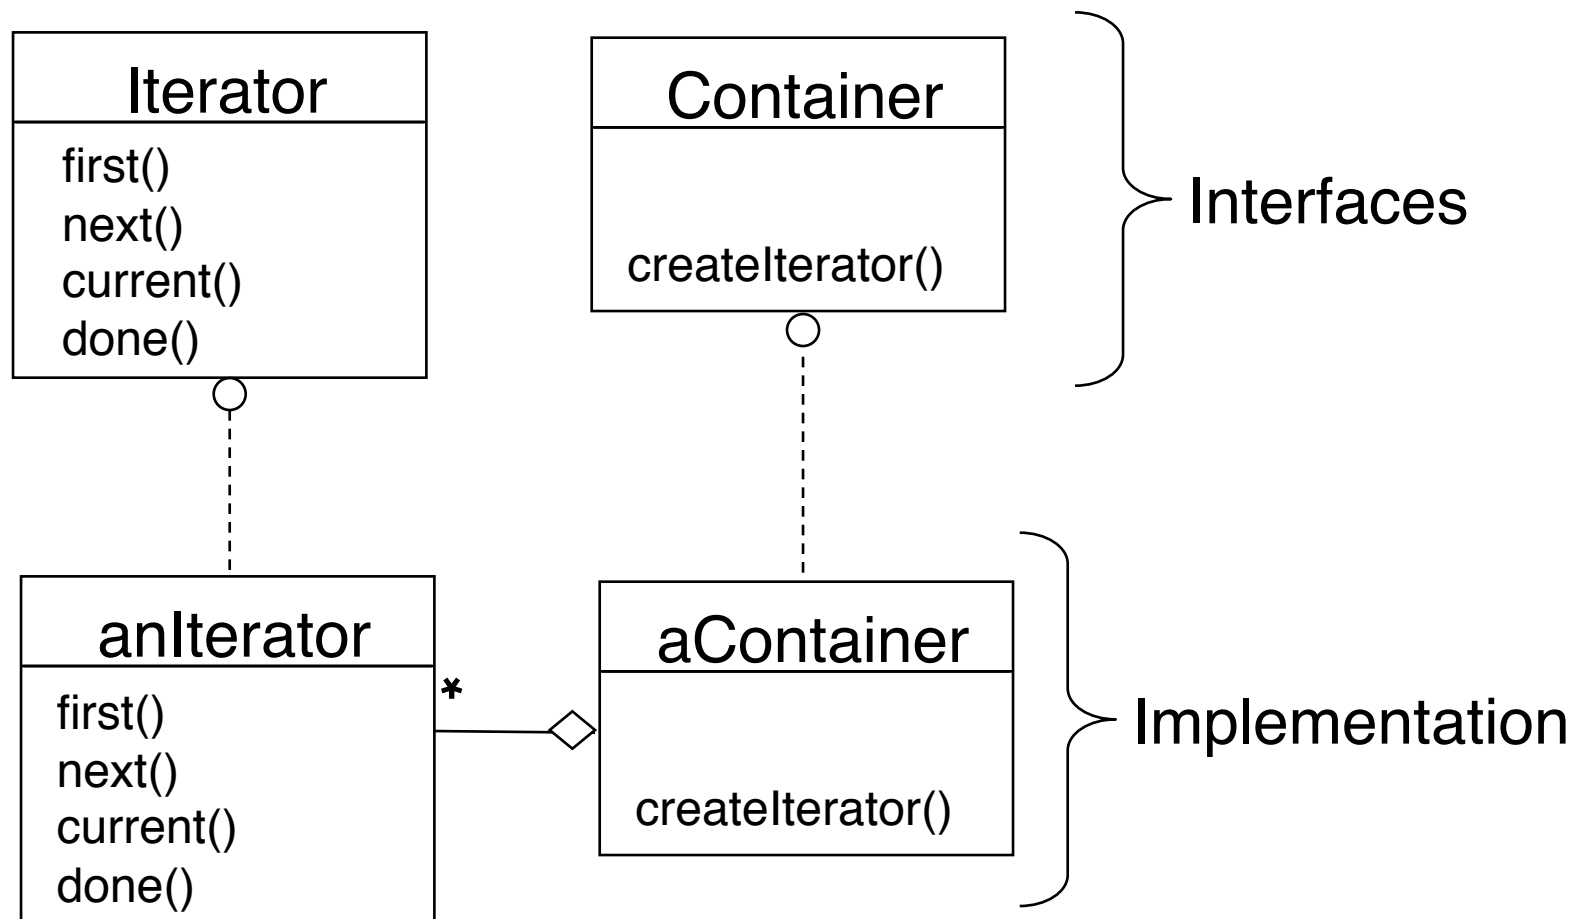 Iterator
first()
next()
current()
done()
Container
createIterator()
Interfaces
anIterator
*
first()
next()
current()
done()
aContainer
createIterator()
Implementation